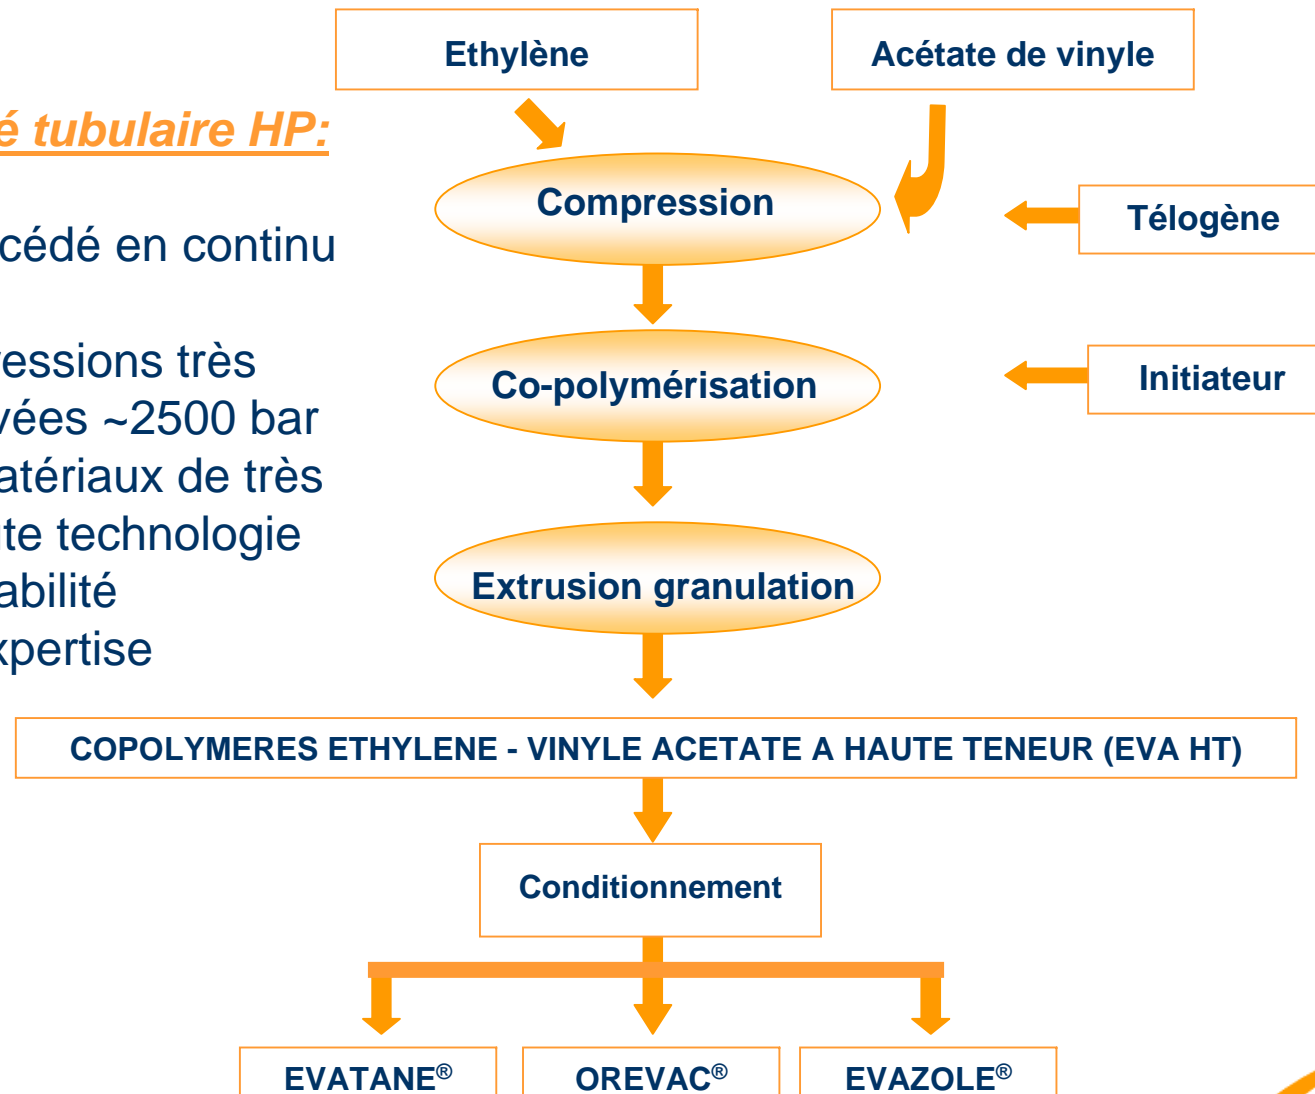 Ethylène
Acétate de vinyle
é tubulaire HP:
Compression
Télogène
cédé en continu
essions très
vées ~2500 bar
Co-polymérisation
Initiateur
atériaux de très
te technologie
abilité
xpertise
Extrusion granulation
COPOLYMERES ETHYLENE - VINYLE ACETATE A HAUTE TENEUR (EVA HT)
Conditionnement
EVATANE®
OREVAC®
EVAZOLE®